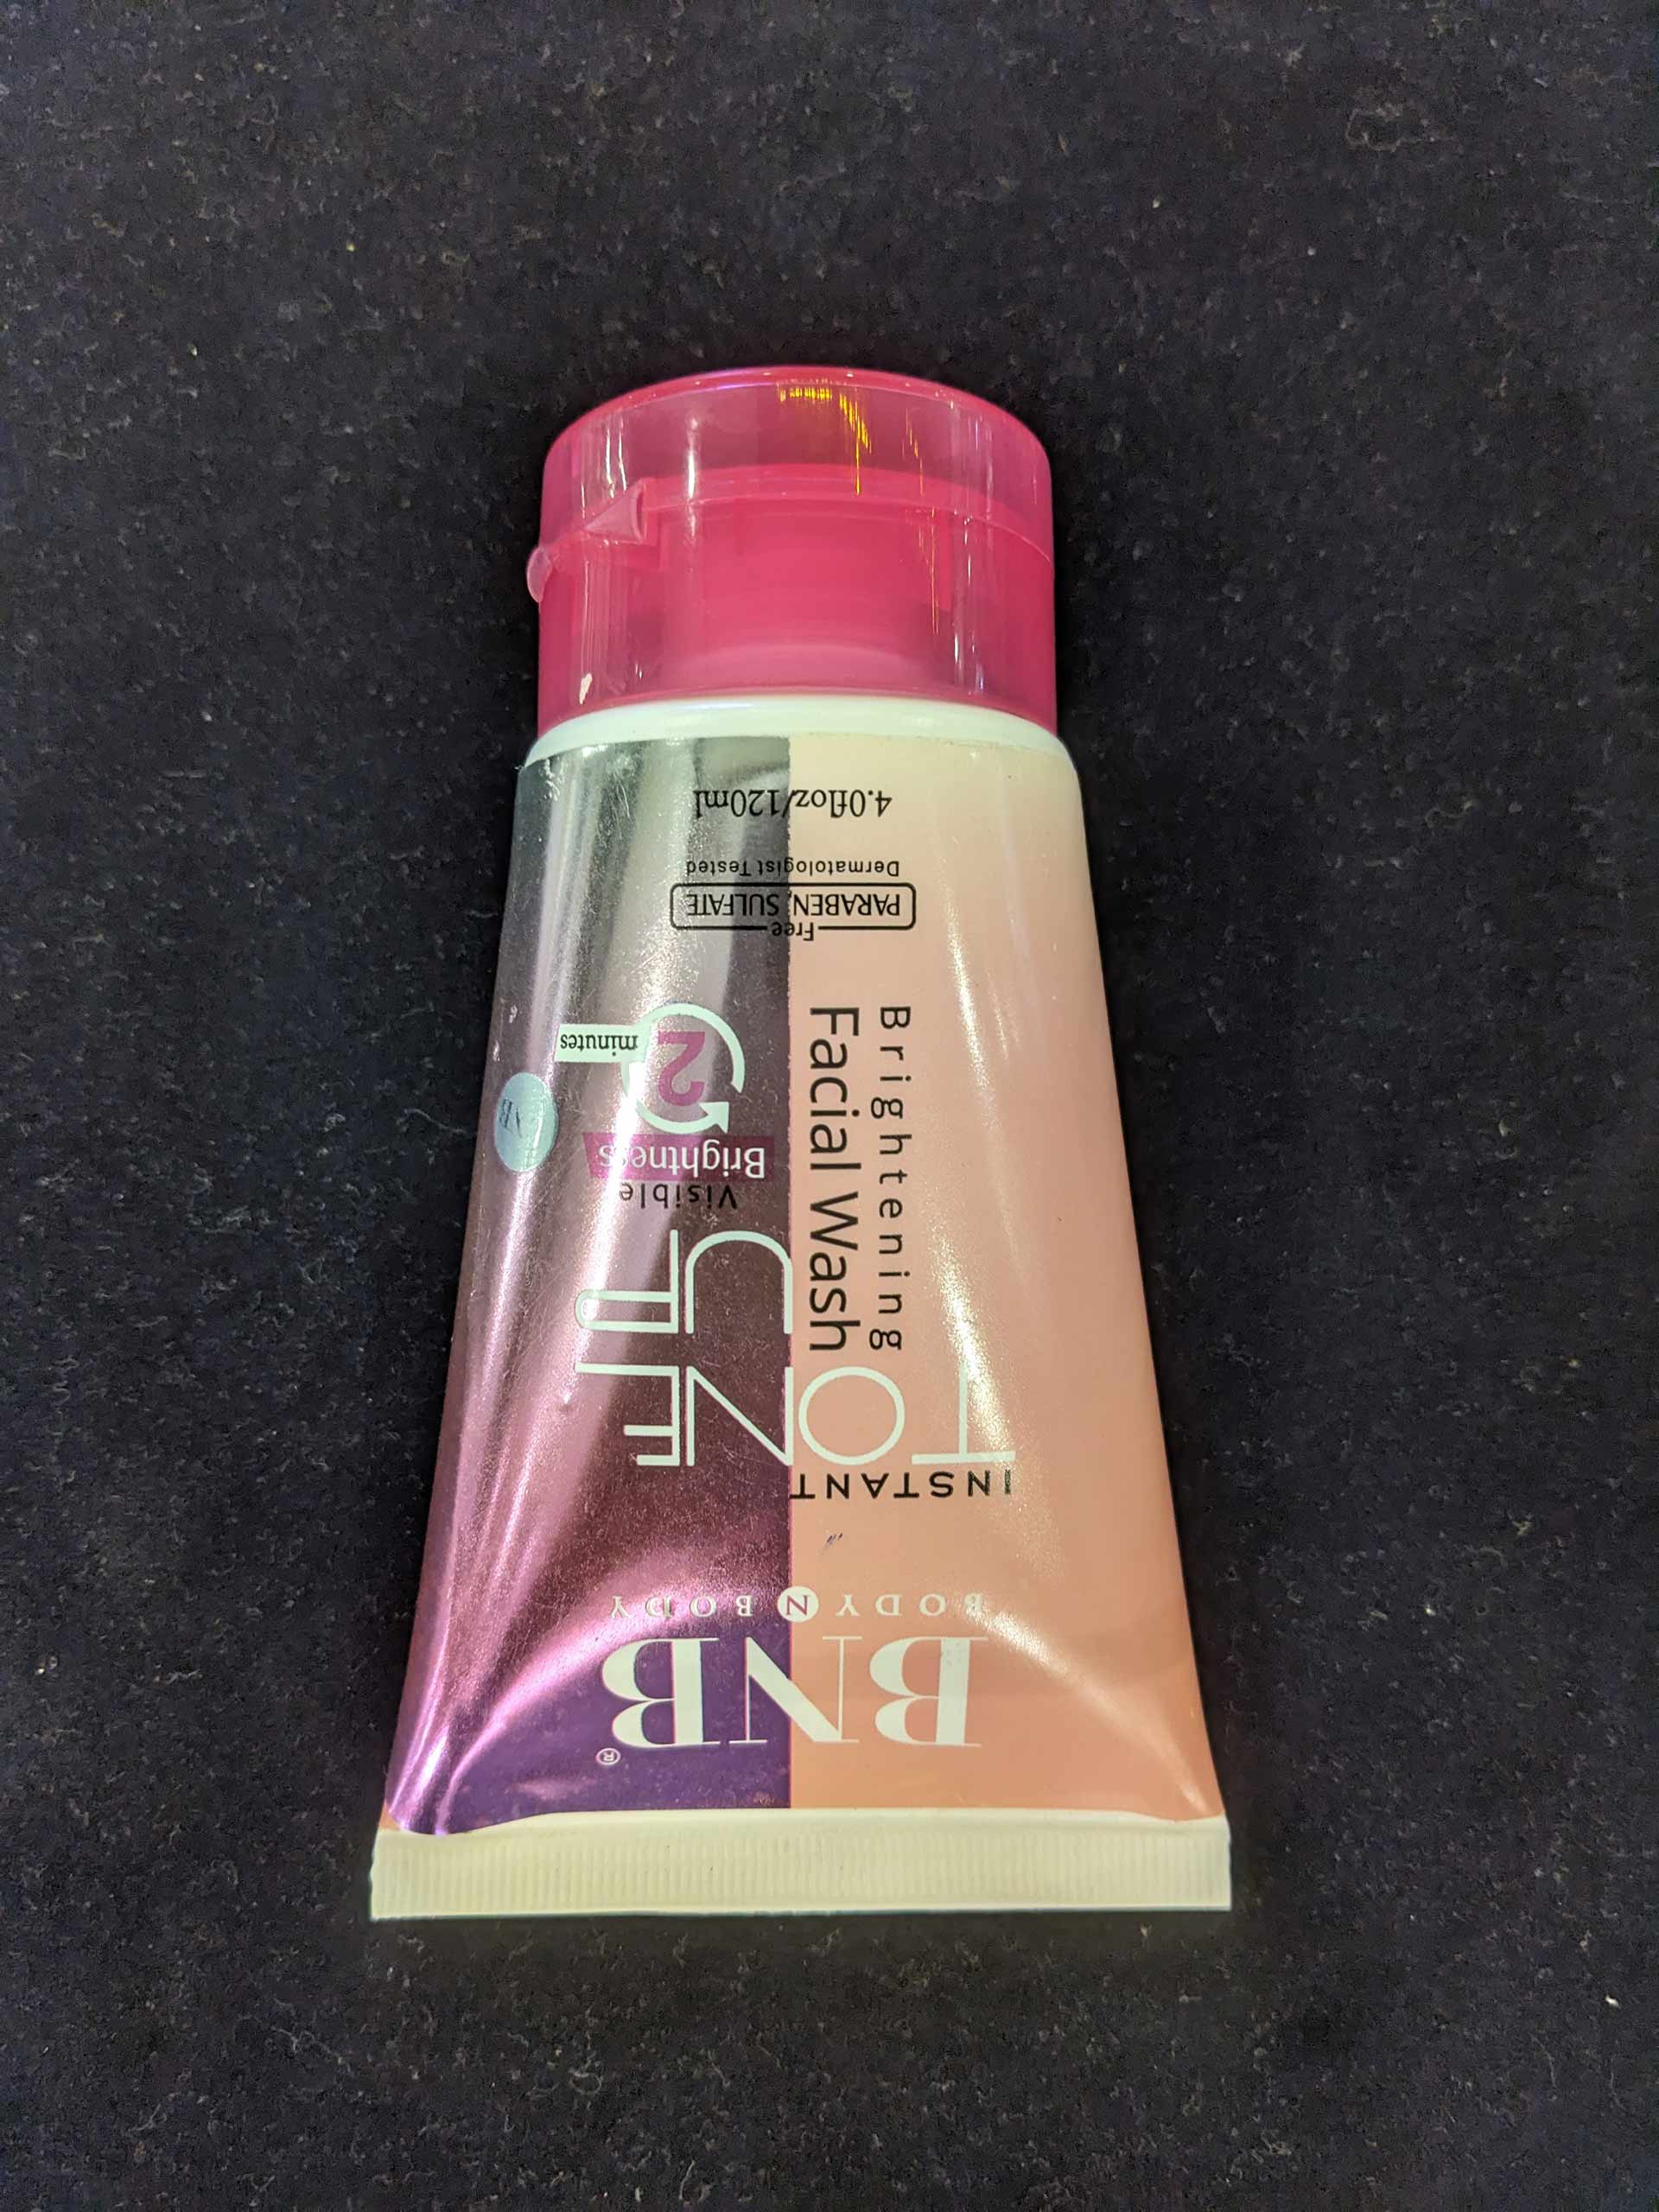 BNB®
BODY N BODY
INSTANT
TONE
UP
Brightening
Facial Wash
Visible
Brightness
2
minutes
Free
PARABEN, SULFATE
Dermatologist Tested
4.0floz/120ml